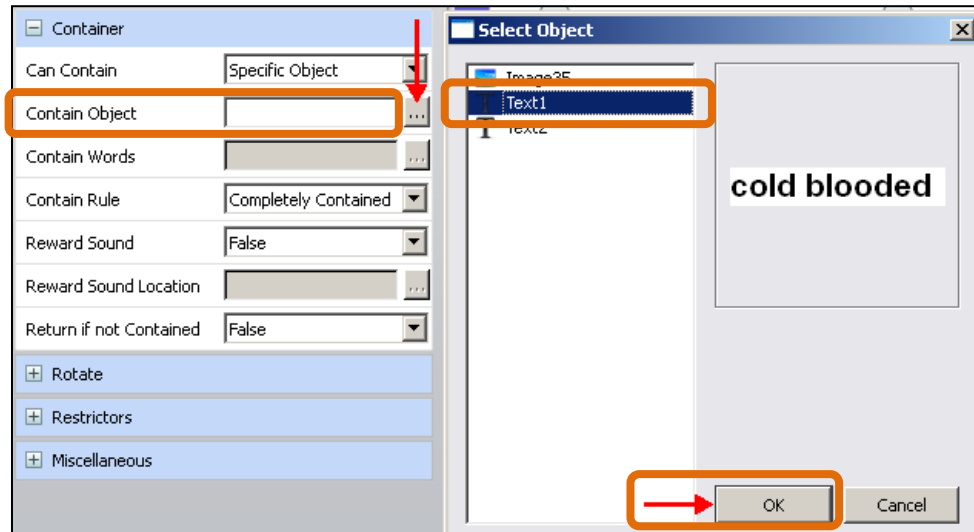 Container
Can Contain Specific Object
Contain Object ...
Contain Words ...
Contain Rule Completely Contained
Reward Sound False
Reward Sound Location ...
Return if not Contained False
Rotate
Restrictors
Miscellaneous
Select Object
Image35
Text1
Text2
cold blooded
OK Cancel